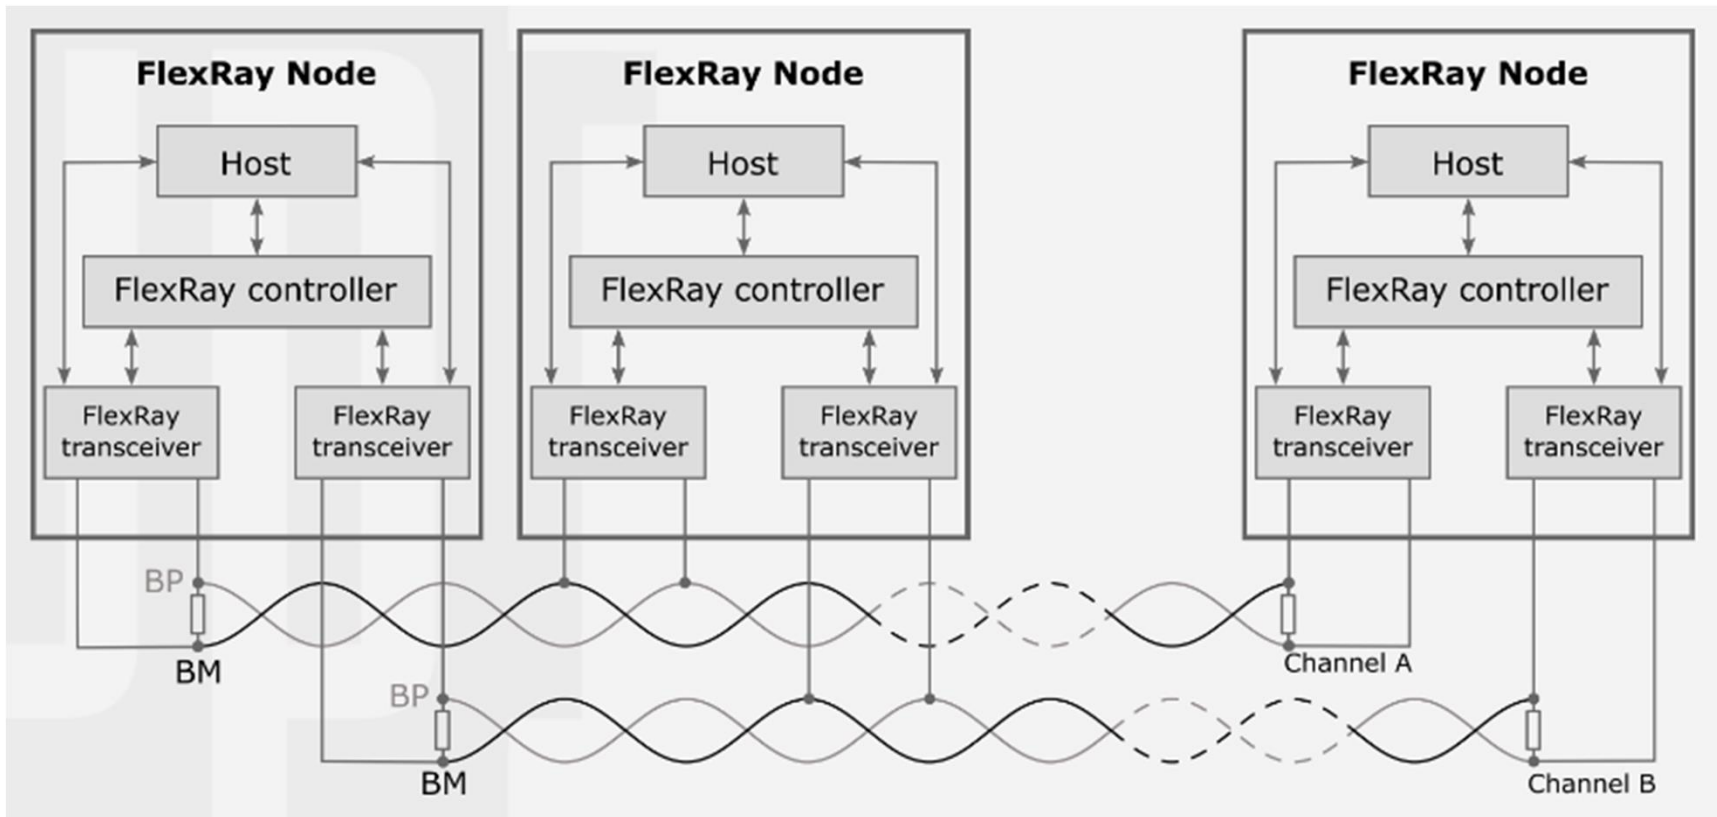 FlexRay Node
Host
FlexRay controller
FlexRay
transceiver
FlexRay
transceiver
FlexRay Node
Host
FlexRay controller
FlexRay
transceiver
FlexRay
transceiver
FlexRay Node
Host
FlexRay controller
FlexRay
transceiver
FlexRay
transceiver
BP
BM
Channel A
BP
BM
Channel B